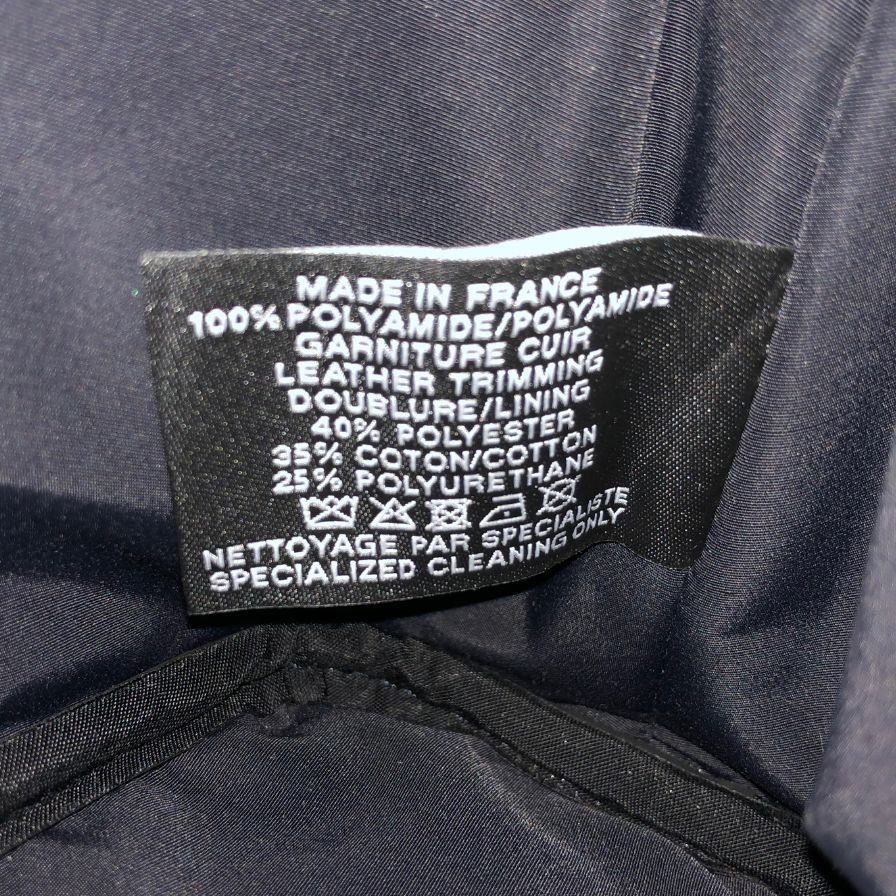 MADE IN FRANCE
100% POLYAMIDE/POLYAMIDE
GARNITURE CUIR
LEATHER TRIMMING
DOUBLURE/LINING
40% POLYESTER
35% COTON/COTTON
25% POLYURETHANE
NETTOYAGE PAR SPECIALISTE
SPECIALIZED CLEANING ONLY